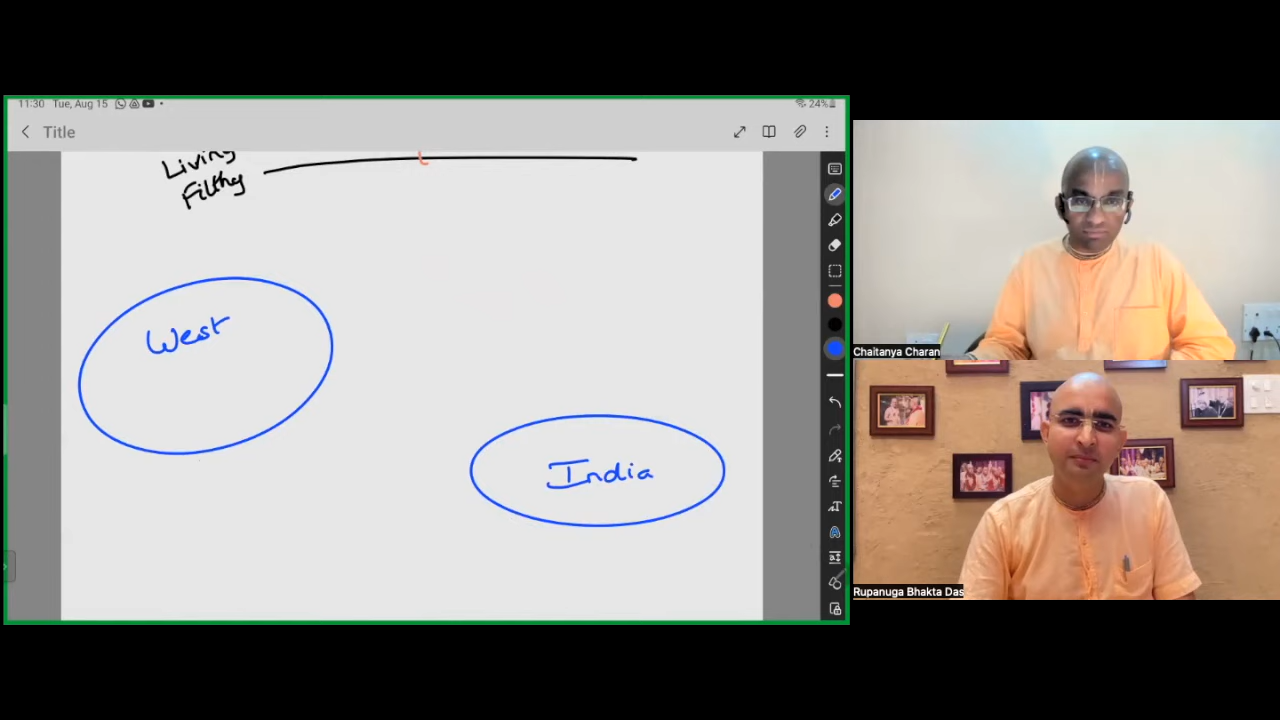 11:30 Tue, Aug 15
24%
Title
Living
Filthy
West
India
Chaitanya Charan
Rupanuga Bhakta Das